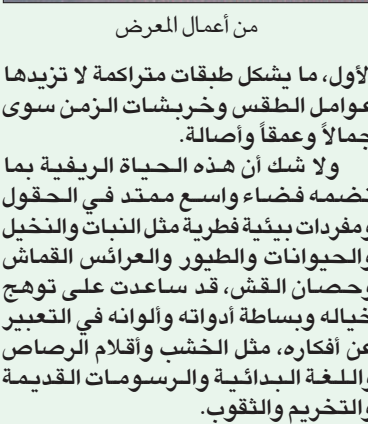 من أعمال المعرض
الأول، ما يشكل طبقات متراكمة لا تزيدها
عوامل الطقس وخربشات الزمن سوى
جمالاً وعمقاً وأصالة.
ولا شك أن هذه الحياة الريفية بما
تضمه فضاء واسع ممتد في الحقول
ومفردات بيئية فطرية مثل النبات والنخيل
والحيوانات والطيور والعرائس القماش
وحصان القش، قد ساعدت على توهج
خياله وبساطة أدواته وألوانه في التعبير
عن أفكاره، مثل الخشب وأقلام الرصاص
واللغة البدائية والرسومات القديمة
والتخريم والثقوب.